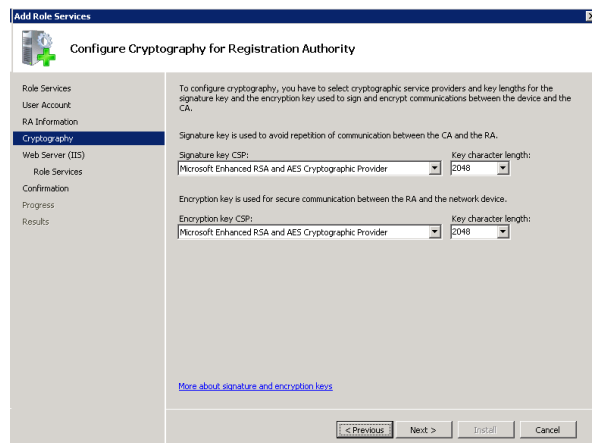 Add Role Services
Configure Cryptography for Registration Authority
Role Services
User Account
RA Information
Cryptography
Web Server (IIS)
Role Services
Confirmation
Progress
Results
To configure cryptography, you have to select cryptographic service providers and key lengths for the
signature key and the encryption key used to sign and encrypt communications between the device and the
CA.
Signature key is used to avoid repetition of communication between the CA and the RA.
Signature key CSP: Key character length:
Microsoft Enhanced RSA and AES Cryptographic Provider 2048
Encryption key is used for secure communication between the RA and the network device.
Encryption key CSP: Key character length:
Microsoft Enhanced RSA and AES Cryptographic Provider 2048
More about signature and encryption keys
< Previous Next > Install Cancel